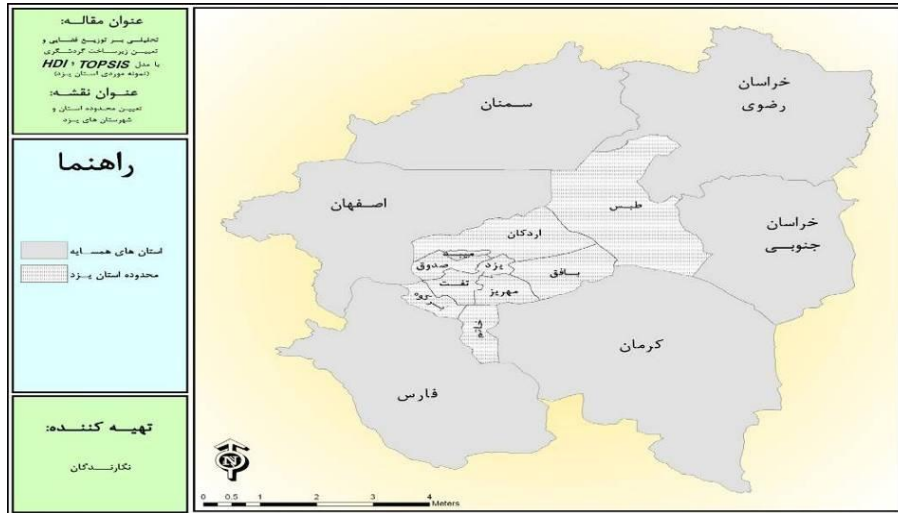 عنوان مقاله:
تحلیلی بر توزیع فضایی و
تعیین زیرساخت گردشگری
با مدل TOPSIS و HDI
(نمونه موردی استان یزد)
عنوان نقشه:
تعیین محدوده استان و
شهرستان های یزد
راهنما
استان های همسایه
محدوده استان یزد
تهیه کننده:
نگارندگان
خراسان
رضوی
سمنان
طبس
اصفهان
خراسان
جنوبی
اردکان
میبد
صدوق
یزد
بافق
تفت
مهریز
خاتم
کرمان
فارس
N
0 0.5 1 2 3 4
Meters